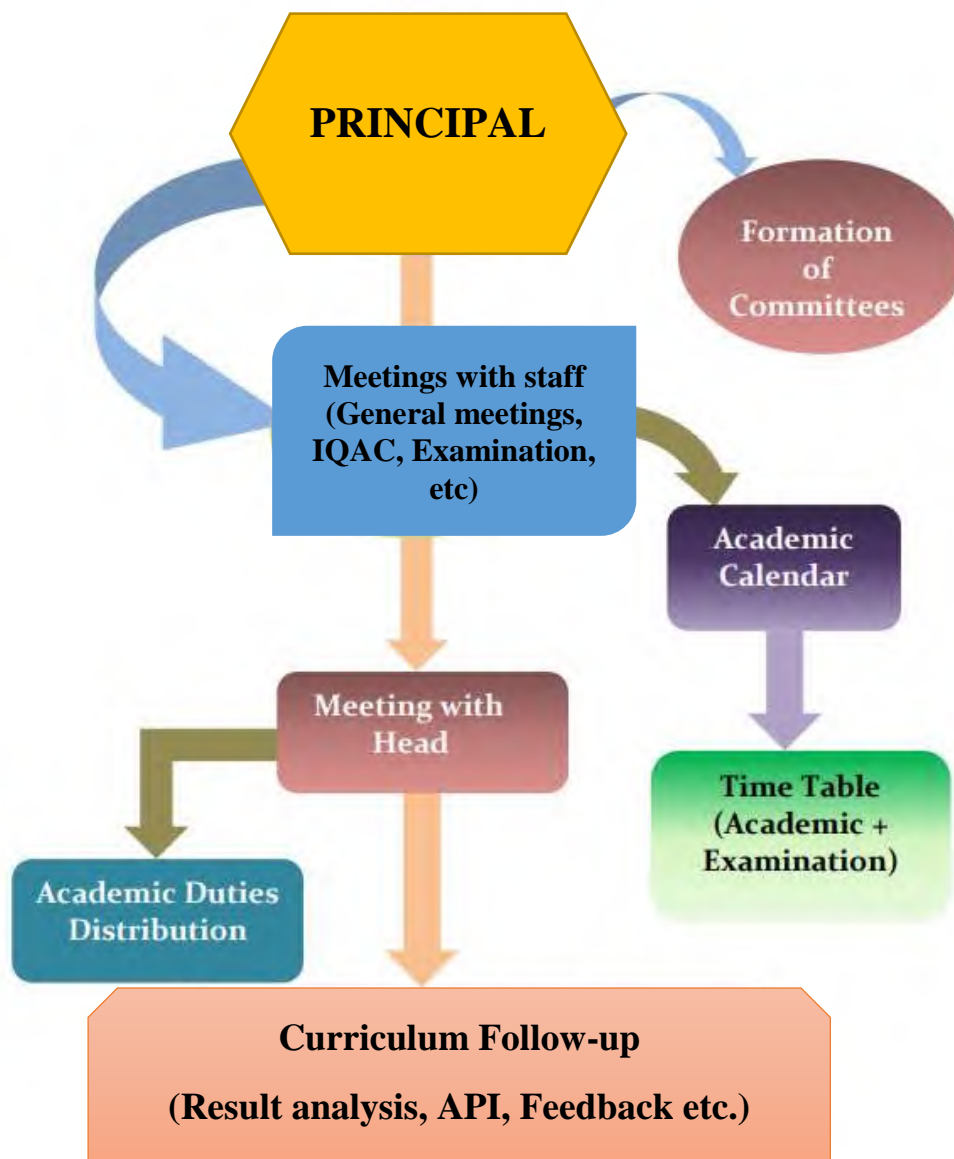 PRINCIPAL
Formation
of
Committees
Meetings with staff
(General meetings,
IQAC, Examination,
etc)
Academic
Calendar
Meeting with
Head
Time Table
(Academic +
Examination)
Academic Duties
Distribution
Curriculum Follow-up
(Result analysis, API, Feedback etc.)